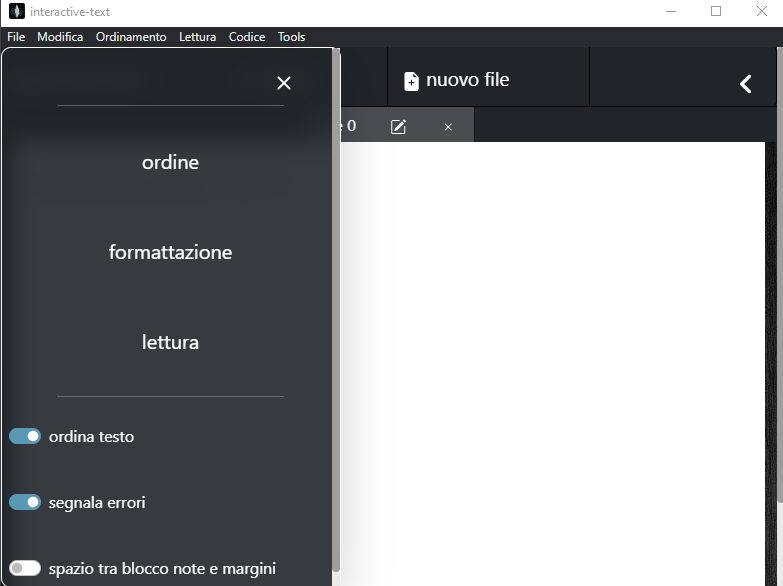 interactive-text
File Modifica Ordinamento Lettura Codice Tools
nuovo file
0
ordine
formattazione
lettura
ordina testo
segnala errori
spazio tra blocco note e margini